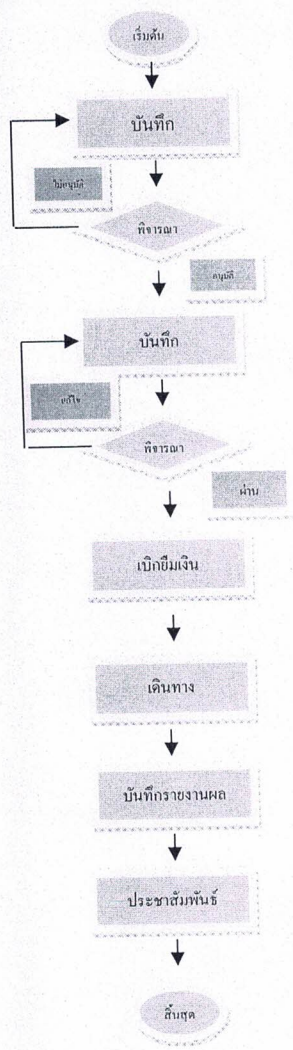 เริ่มต้น
บันทึก
ไม่อนุมัติ
พิจารณา
อนุมัติ
บันทึก
แก้ไข
พิจารณา
ผ่าน
เบิกยืมเงิน
เดินทาง
บันทึกรายงานผล
ประชาสัมพันธ์
สิ้นสุด